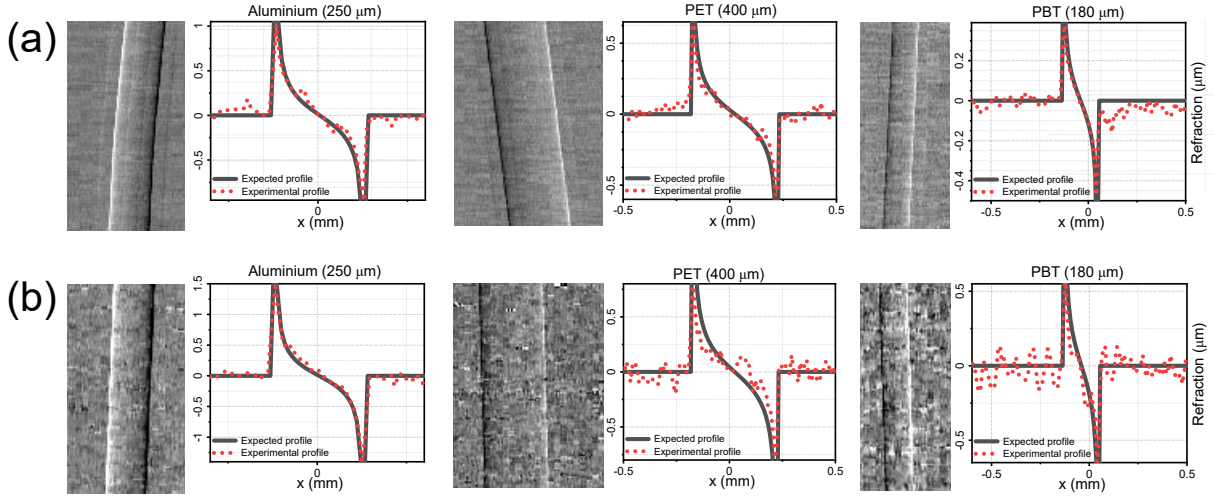 (a)
Aluminium (250 μm)
1
0.5
0
-0.5
Expected profile
Experimental profile
0
x (mm)
PET (400 μm)
0.5
0
-0.5
Expected profile
Experimental profile
-0.5
0
0.5
x (mm)
PBT (180 μm)
0.2
0
-0.2
-0.4
Expected profile
Experimental profile
-0.5
0
0.5
x (mm)
Refraction (μm)
(b)
Aluminium (250 μm)
1.5
1
0.5
0
-0.5
-1
Expected profile
Experimental profile
0
x (mm)
PET (400 μm)
0.5
0
-0.5
Expected profile
Experimental profile
-0.5
0
0.5
x (mm)
PBT (180 μm)
0.5
0
-0.5
Expected profile
Experimental profile
-0.5
0
0.5
x (mm)
Refraction (μm)